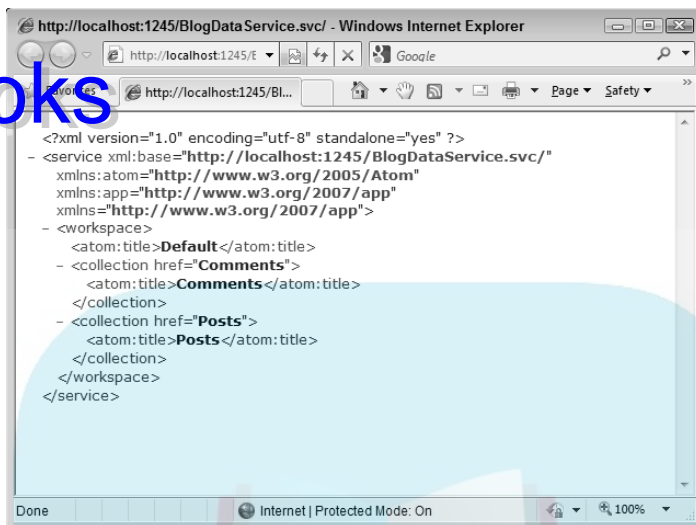 http://localhost:1245/BlogDataService.svc/ - Windows Internet Explorer
http://localhost:1245/E
Google
oks
Favorites
http://localhost:1245/Bl...
Page
Safety
»
<?xml version="1.0" encoding="utf-8" standalone="yes" ?>
- <service xml:base="http://localhost:1245/BlogDataService.svc/"
xmlns:atom="http://www.w3.org/2005/Atom"
xmlns:app="http://www.w3.org/2007/app"
xmlns="http://www.w3.org/2007/app">
- <workspace>
<atom:title>Default</atom:title>
- <collection href="Comments">
<atom:title>Comments</atom:title>
</collection>
- <collection href="Posts">
<atom:title>Posts</atom:title>
</collection>
</workspace>
</service>
Done
Internet | Protected Mode: On
100%